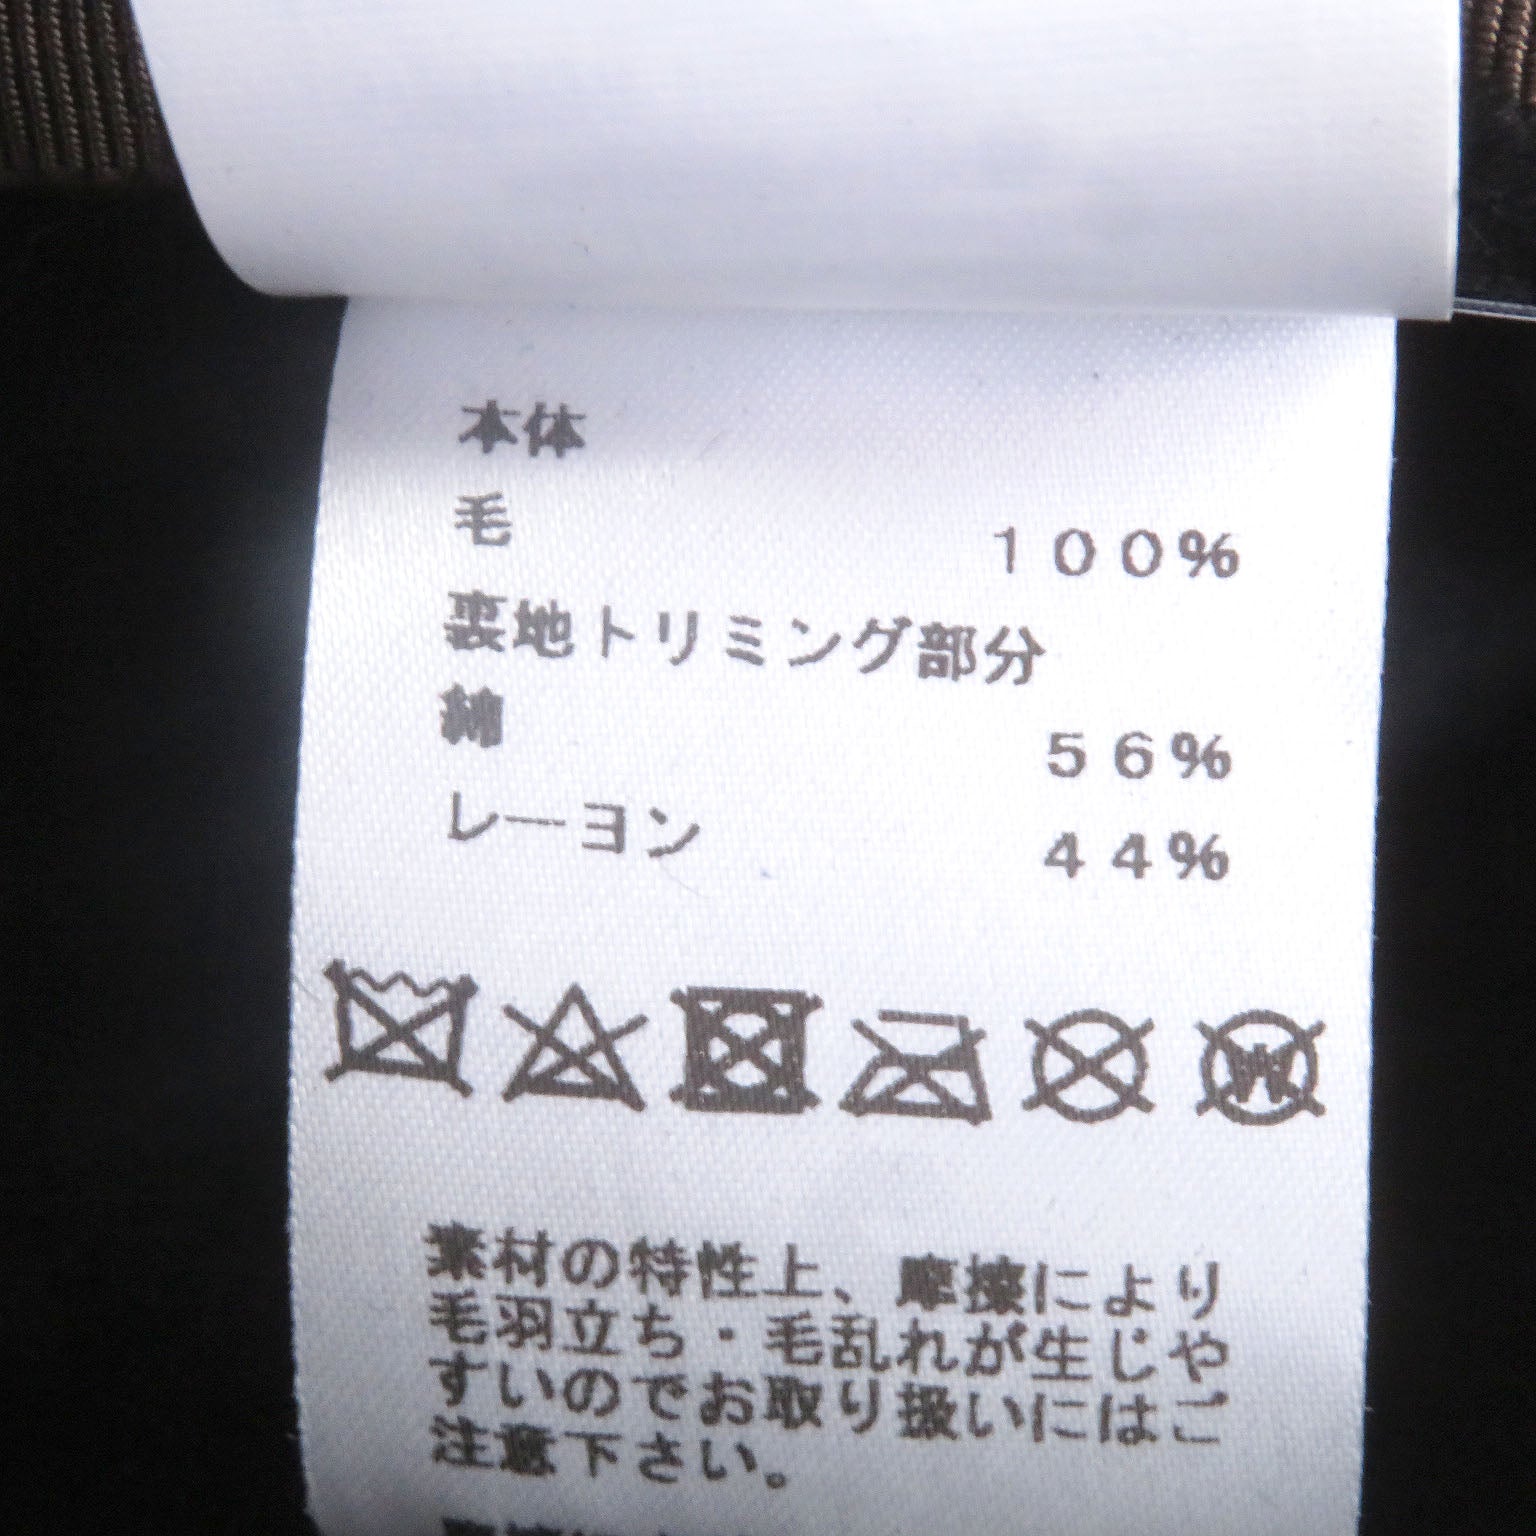 本体
毛 100%
裏地トリミング部分
綿 56%
レーヨン 44%
W
素材の特性上、摩擦により
毛羽立ち・毛乱れが生じや
すいのでお取り扱いにはご
注意下さい。